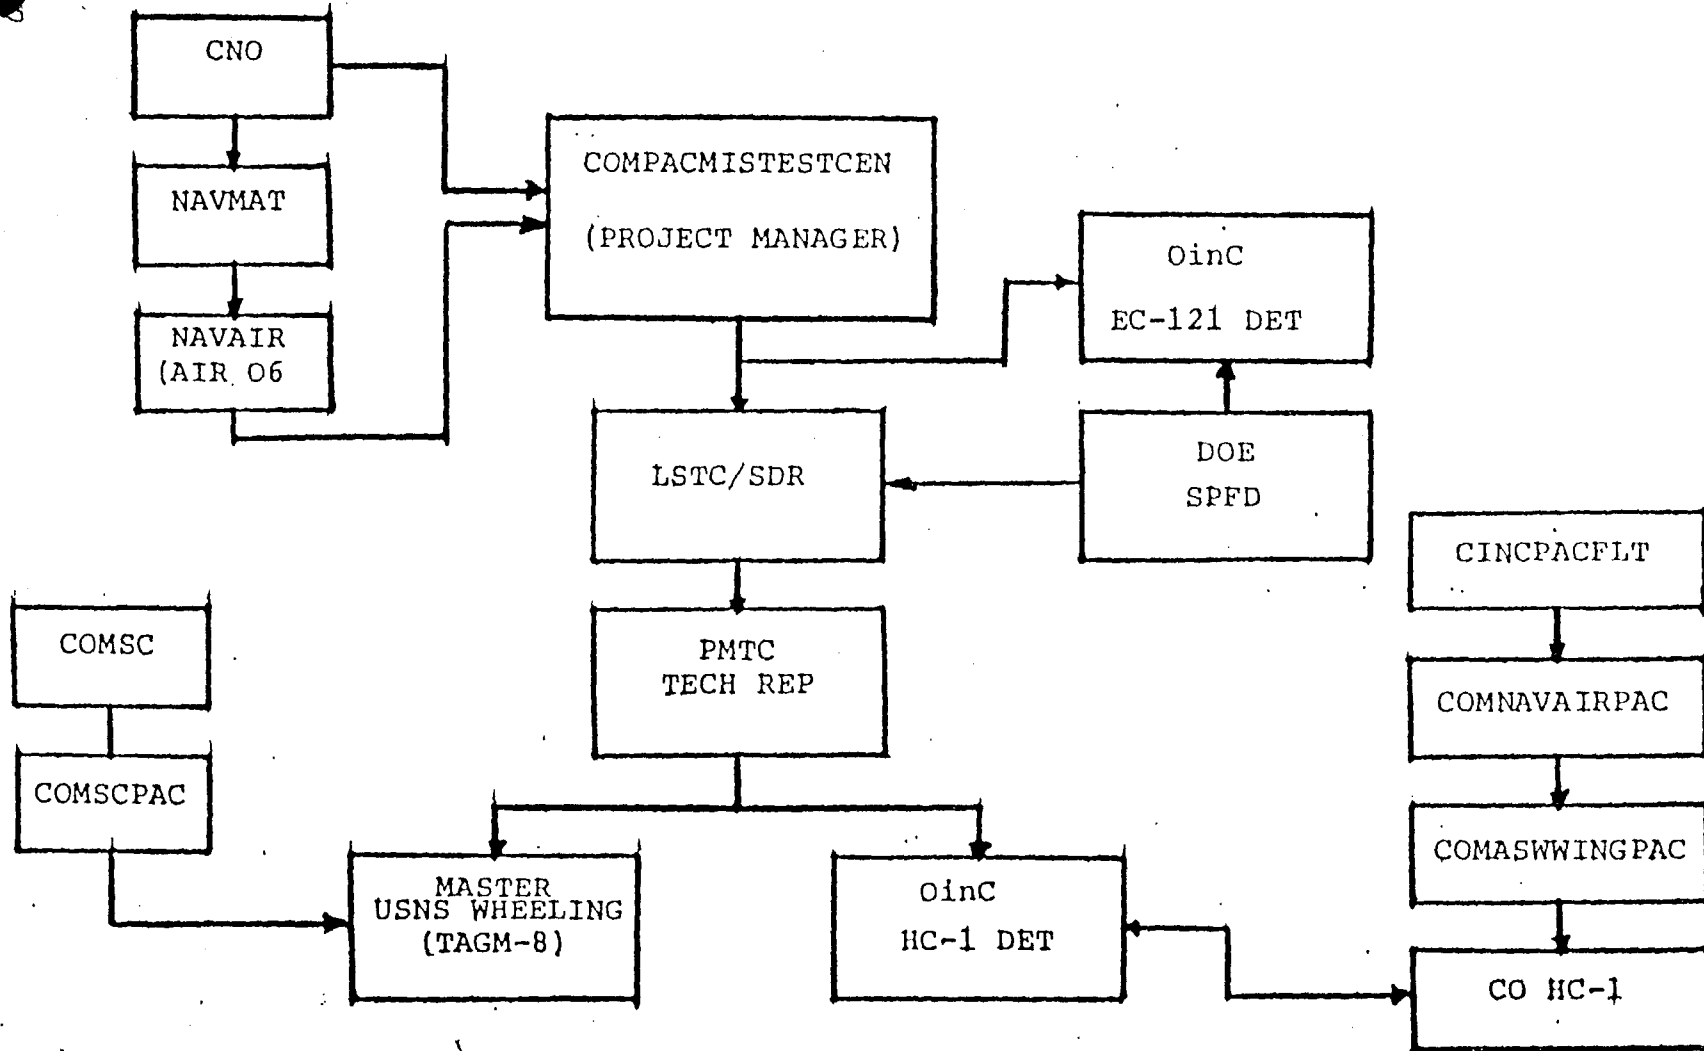 CNO
NAVMAT
NAVAIR
(AIR 06
COMPACMISTESTCEN
(PROJECT MANAGER)
OinC
EC-121 DET
LSTC/SDR
DOE
SPFD
PMTC
TECH REP
COMSC
COMSCPAC
MASTER
USNS WHEELING
(TAGM-8)
OinC
HC-1 DET
CINCPACFLT
COMNAVAIRPAC
COMASWWINGPAC
CO HC-1